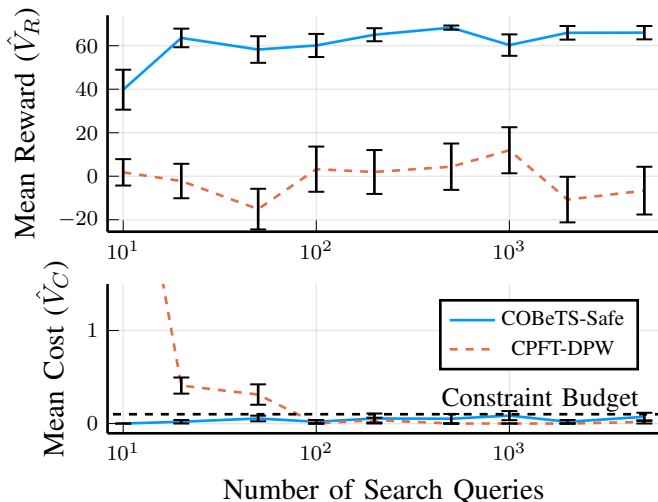 Mean Reward (V̂_R)
60
40
20
0
−20
10^1
10^2
10^3
Mean Cost (V̂_C)
1
0
COBeTS-Safe
CPFT-DPW
Constraint Budget
10^1
10^2
10^3
Number of Search Queries